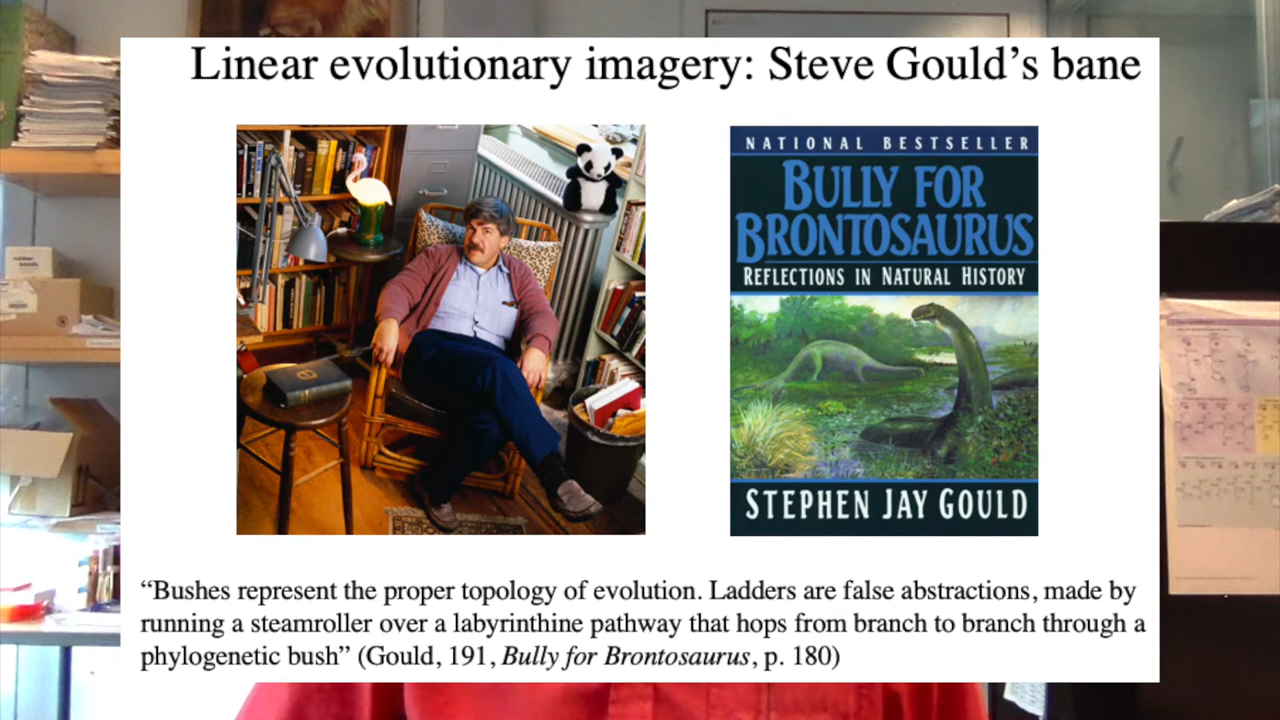 Linear evolutionary imagery: Steve Gould’s bane
NATIONAL BESTSELLER
BULLY FOR
BRONTOSAURUS
REFLECTIONS IN NATURAL HISTORY
STEPHEN JAY GOULD
“Bushes represent the proper topology of evolution. Ladders are false abstractions, made by
running a steamroller over a labyrinthine pathway that hops from branch to branch through a
phylogenetic bush” (Gould, 191, Bully for Brontosaurus, p. 180)